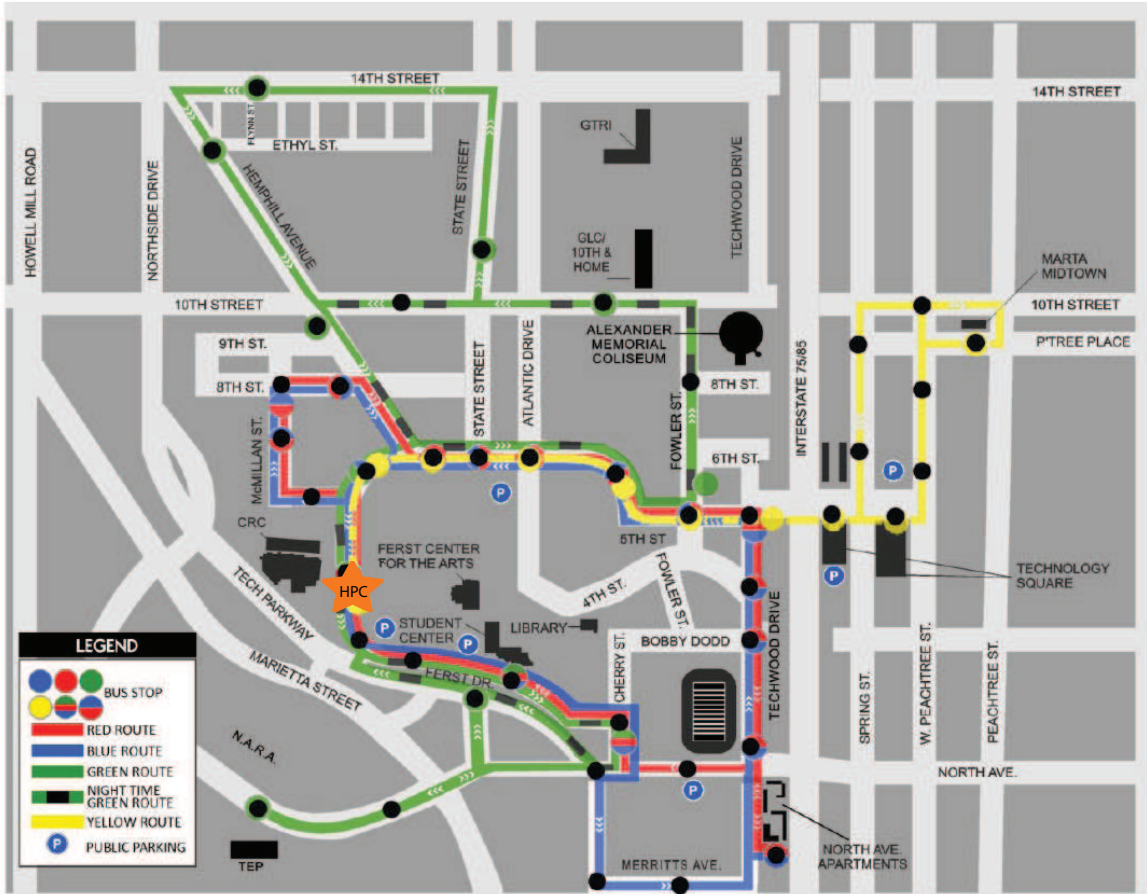 14TH STREET
14TH STREET
FLYNN ST.
ETHYL ST.
GTRI
HOWELL MILL ROAD
NORTHSIDE DRIVE
HEMPHILL AVENUE
STATE STREET
TECHWOOD DRIVE
GLC/
10TH &
HOME
MARTA
MIDTOWN
10TH STREET
10TH STREET
P'TREE PLACE
ALEXANDER
MEMORIAL
COLISEUM
9TH ST.
8TH ST.
8TH ST.
STATE STREET
ATLANTIC DRIVE
FOWLER ST.
INTERSTATE 75/85
6TH ST.
McMILLAN ST.
P
P
CRC
5TH ST
FERST CENTER
FOR THE ARTS
TECHNOLOGY
SQUARE
P
HPC
4TH ST.
FOWLER ST.
TECH PARKWAY
P
P
STUDENT
CENTER
LIBRARY
BOBBY DODD
CHERRY ST.
TECHWOOD DRIVE
MARIETTA STREET
FERST DR.
SPRING ST.
W. PEACHTREE ST.
PEACHTREE ST.
N.A.R.A.
NORTH AVE.
P
MERRITTS AVE.
NORTH AVE.
APARTMENTS
TEP
LEGEND
BUS STOP
RED ROUTE
BLUE ROUTE
GREEN ROUTE
NIGHT TIME
GREEN ROUTE
YELLOW ROUTE
P PUBLIC PARKING